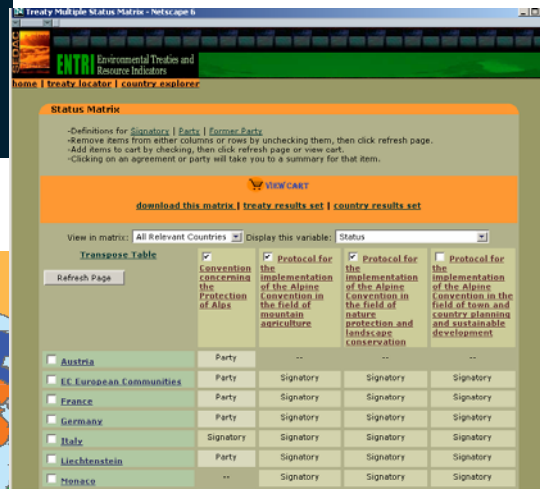 Treaty Multiple Status Matrix - Netscape 6
SEDAC
ENTRI Environmental Treaties and
Resource Indicators
home | treaty locator | country explorer
Status Matrix
-Definitions for Signatory | Party | Former Party
-Remove items from either columns or rows by unchecking them, then click refresh page.
-Add items to cart by checking, then click refresh page or view cart.
-Clicking on an agreement or party will take you to a summary for that item.
VIEW CART
download this matrix | treaty results set | country results set
View in matrix: All Relevant Countries Display this variable: Status
Transpose Table
Refresh Page
Convention
concerning
the
Protection
of Alps
Protocol for
the
implementation
of the Alpine
Convention in
the field of
mountain
agriculture
Protocol for
the
implementation
of the Alpine
Convention in
the field of
nature
protection and
landscape
conservation
Protocol for
the
implementation
of the Alpine
Convention in the
field of town and
country planning
and sustainable
development
Austria Party -- -- --
EC European Communities Party Signatory Signatory Signatory
France Party Signatory Signatory Signatory
Germany Party Signatory Signatory Signatory
Italy Signatory Signatory Signatory Signatory
Liechtenstein Party Signatory Signatory Signatory
Monaco -- Signatory Signatory Signatory